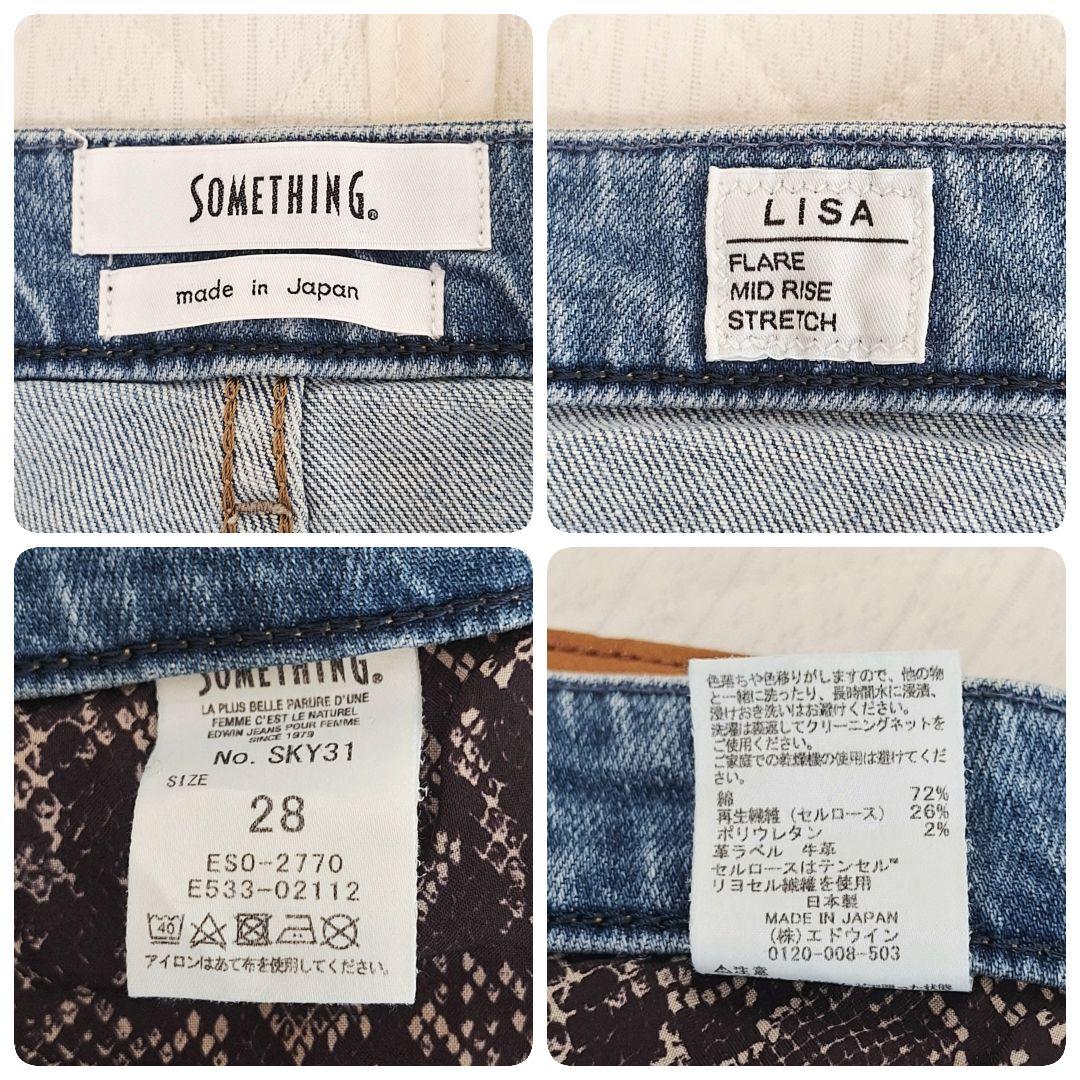 SOMETHING®
made in Japan
LISA
FLARE
MID RISE
STRETCH
SOMETHING®
LA PLUS BELLE PARURE D'UNE
FEMME C'EST LE NATUREL
EDWIN JEANS POUR FEMME
SINCE 1979
No. SKY31
SIZE
28
ESO-2770
E533-02112
40
アイロンはあて布を使用してください。
色落ちや色移りがしますので、他の物
と一緒に洗ったり、長時間水に浸漬、
浸けおき洗いはお避けください。
洗濯は裏返してクリーニングネットを
ご使用ください。
ご家庭での乾燥機の使用は避けてくだ
さい。
綿 72%
再生繊維(セルロース) 26%
ポリウレタン 2%
革ラベル 牛革
セルロースはテンセル™
リヨセル繊維を使用
日本製
MADE IN JAPAN
(株)エドウイン
0120-008-503
⚠注意